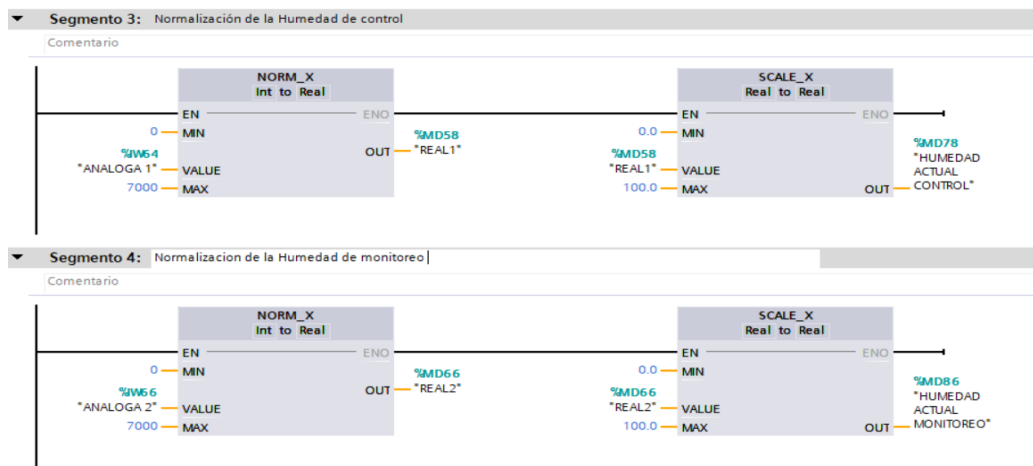 Segmento 3: Normalización de la Humedad de control
Comentario
NORM_X
Int to Real
EN
ENO
0
MIN
%IW64
"ANALOGA 1"
VALUE
7000
MAX
OUT
%MD58
"REAL1"
SCALE_X
Real to Real
EN
ENO
0.0
MIN
%MD58
"REAL1"
VALUE
100.0
MAX
OUT
%MD78
"HUMEDAD
ACTUAL
CONTROL"
Segmento 4: Normalizacion de la Humedad de monitoreo
Comentario
NORM_X
Int to Real
EN
ENO
0
MIN
%IW66
"ANALOGA 2"
VALUE
7000
MAX
OUT
%MD66
"REAL2"
SCALE_X
Real to Real
EN
ENO
0.0
MIN
%MD66
"REAL2"
VALUE
100.0
MAX
OUT
%MD86
"HUMEDAD
ACTUAL
MONITOREO"